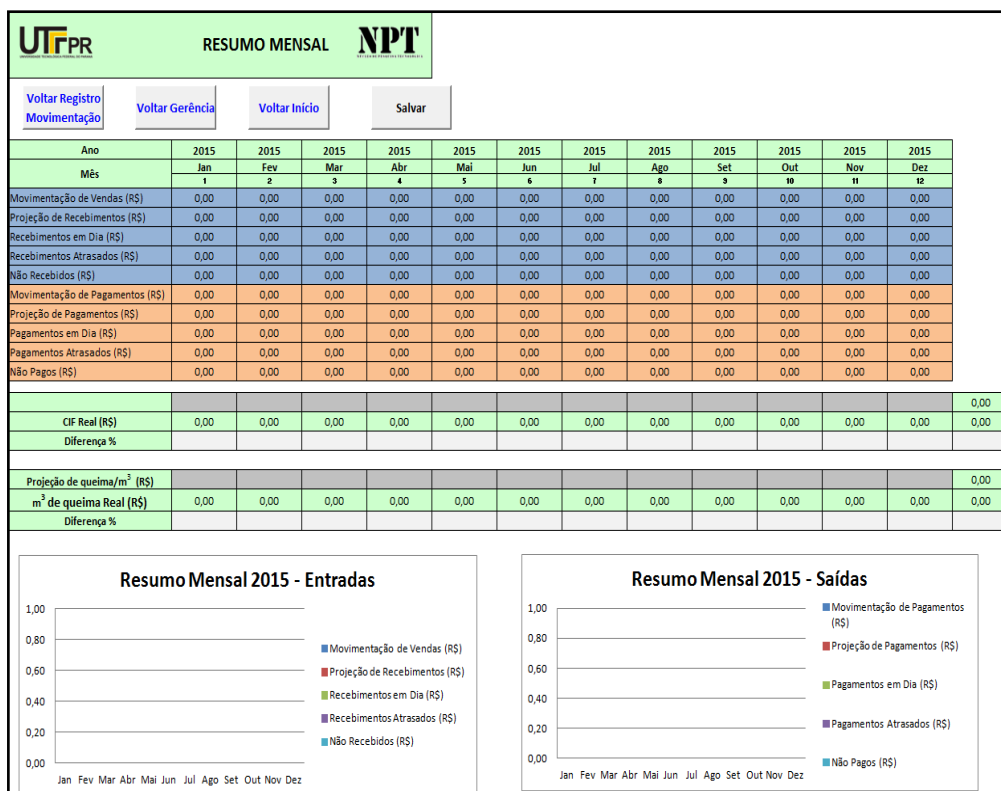 UTFPR
UNIVERSIDADE TECNOLÓGICA FEDERAL DO PARANÁ
RESUMO MENSAL
NPT
Voltar Registro
Movimentação
Voltar Gerência
Voltar Início
Salvar
Ano 2015 2015 2015 2015 2015 2015 2015 2015 2015 2015 2015 2015
Mês Jan Fev Mar Abr Mai Jun Jul Ago Set Out Nov Dez
1 2 3 4 5 6 7 8 9 10 11 12
Movimentação de Vendas (R$) 0,00 0,00 0,00 0,00 0,00 0,00 0,00 0,00 0,00 0,00 0,00 0,00
Projeção de Recebimentos (R$) 0,00 0,00 0,00 0,00 0,00 0,00 0,00 0,00 0,00 0,00 0,00 0,00
Recebimentos em Dia (R$) 0,00 0,00 0,00 0,00 0,00 0,00 0,00 0,00 0,00 0,00 0,00 0,00
Recebimentos Atrasados (R$) 0,00 0,00 0,00 0,00 0,00 0,00 0,00 0,00 0,00 0,00 0,00 0,00
Não Recebidos (R$) 0,00 0,00 0,00 0,00 0,00 0,00 0,00 0,00 0,00 0,00 0,00 0,00
Movimentação de Pagamentos (R$) 0,00 0,00 0,00 0,00 0,00 0,00 0,00 0,00 0,00 0,00 0,00 0,00
Projeção de Pagamentos (R$) 0,00 0,00 0,00 0,00 0,00 0,00 0,00 0,00 0,00 0,00 0,00 0,00
Pagamentos em Dia (R$) 0,00 0,00 0,00 0,00 0,00 0,00 0,00 0,00 0,00 0,00 0,00 0,00
Pagamentos Atrasados (R$) 0,00 0,00 0,00 0,00 0,00 0,00 0,00 0,00 0,00 0,00 0,00 0,00
Não Pagos (R$) 0,00 0,00 0,00 0,00 0,00 0,00 0,00 0,00 0,00 0,00 0,00 0,00
0,00
CIF Real (R$) 0,00 0,00 0,00 0,00 0,00 0,00 0,00 0,00 0,00 0,00 0,00 0,00 0,00
Diferença %
Projeção de queima/m³ (R$) 0,00
m³ de queima Real (R$) 0,00 0,00 0,00 0,00 0,00 0,00 0,00 0,00 0,00 0,00 0,00 0,00 0,00
Diferença %
Resumo Mensal 2015 - Entradas
1,00
0,80
0,60
0,40
0,20
0,00
Jan Fev Mar Abr Mai Jun Jul Ago Set Out Nov Dez
Movimentação de Vendas (R$)
Projeção de Recebimentos (R$)
Recebimentos em Dia (R$)
Recebimentos Atrasados (R$)
Não Recebidos (R$)
Resumo Mensal 2015 - Saídas
1,00
0,80
0,60
0,40
0,20
0,00
Jan Fev Mar Abr Mai Jun Jul Ago Set Out Nov Dez
Movimentação de Pagamentos
(R$)
Projeção de Pagamentos (R$)
Pagamentos em Dia (R$)
Pagamentos Atrasados (R$)
Não Pagos (R$)